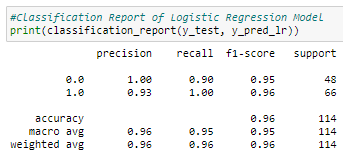 #Classification Report of Logistic Regression Model
print(classification_report(y_test, y_pred_lr))
precision recall f1-score support
0.0 1.00 0.90 0.95 48
1.0 0.93 1.00 0.96 66
accuracy 0.96 114
macro avg 0.96 0.95 0.95 114
weighted avg 0.96 0.96 0.96 114